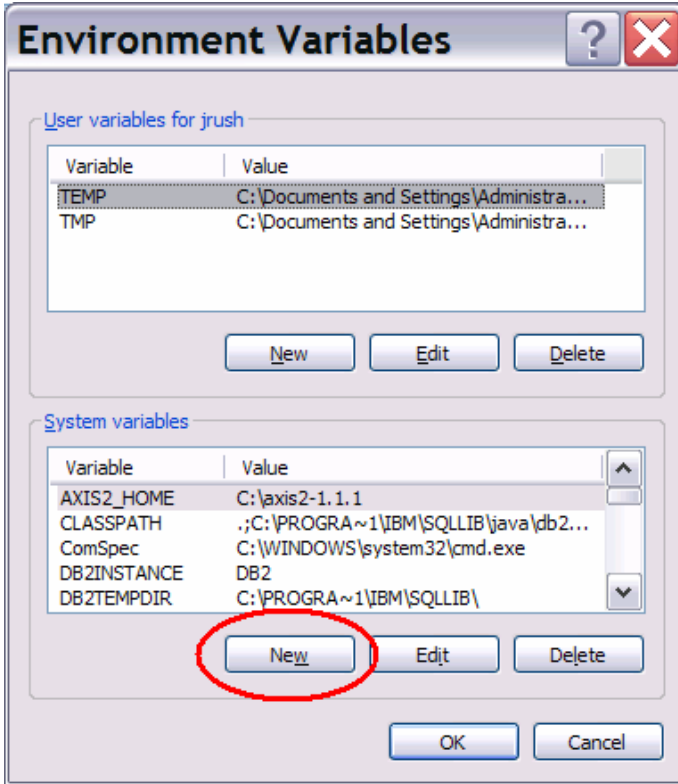 Environment Variables
User variables for jrush
Variable Value
TEMP C:\Documents and Settings\Administra...
TMP C:\Documents and Settings\Administra...
New Edit Delete
System variables
Variable Value
AXIS2_HOME C:\axis2-1.1.1
CLASSPATH .;C:\PROGRA~1\IBM\SQLLIB\java\db2...
ComSpec C:\WINDOWS\system32\cmd.exe
DB2INSTANCE DB2
DB2TEMPDIR C:\PROGRA~1\IBM\SQLLIB\
New Edit Delete
OK Cancel